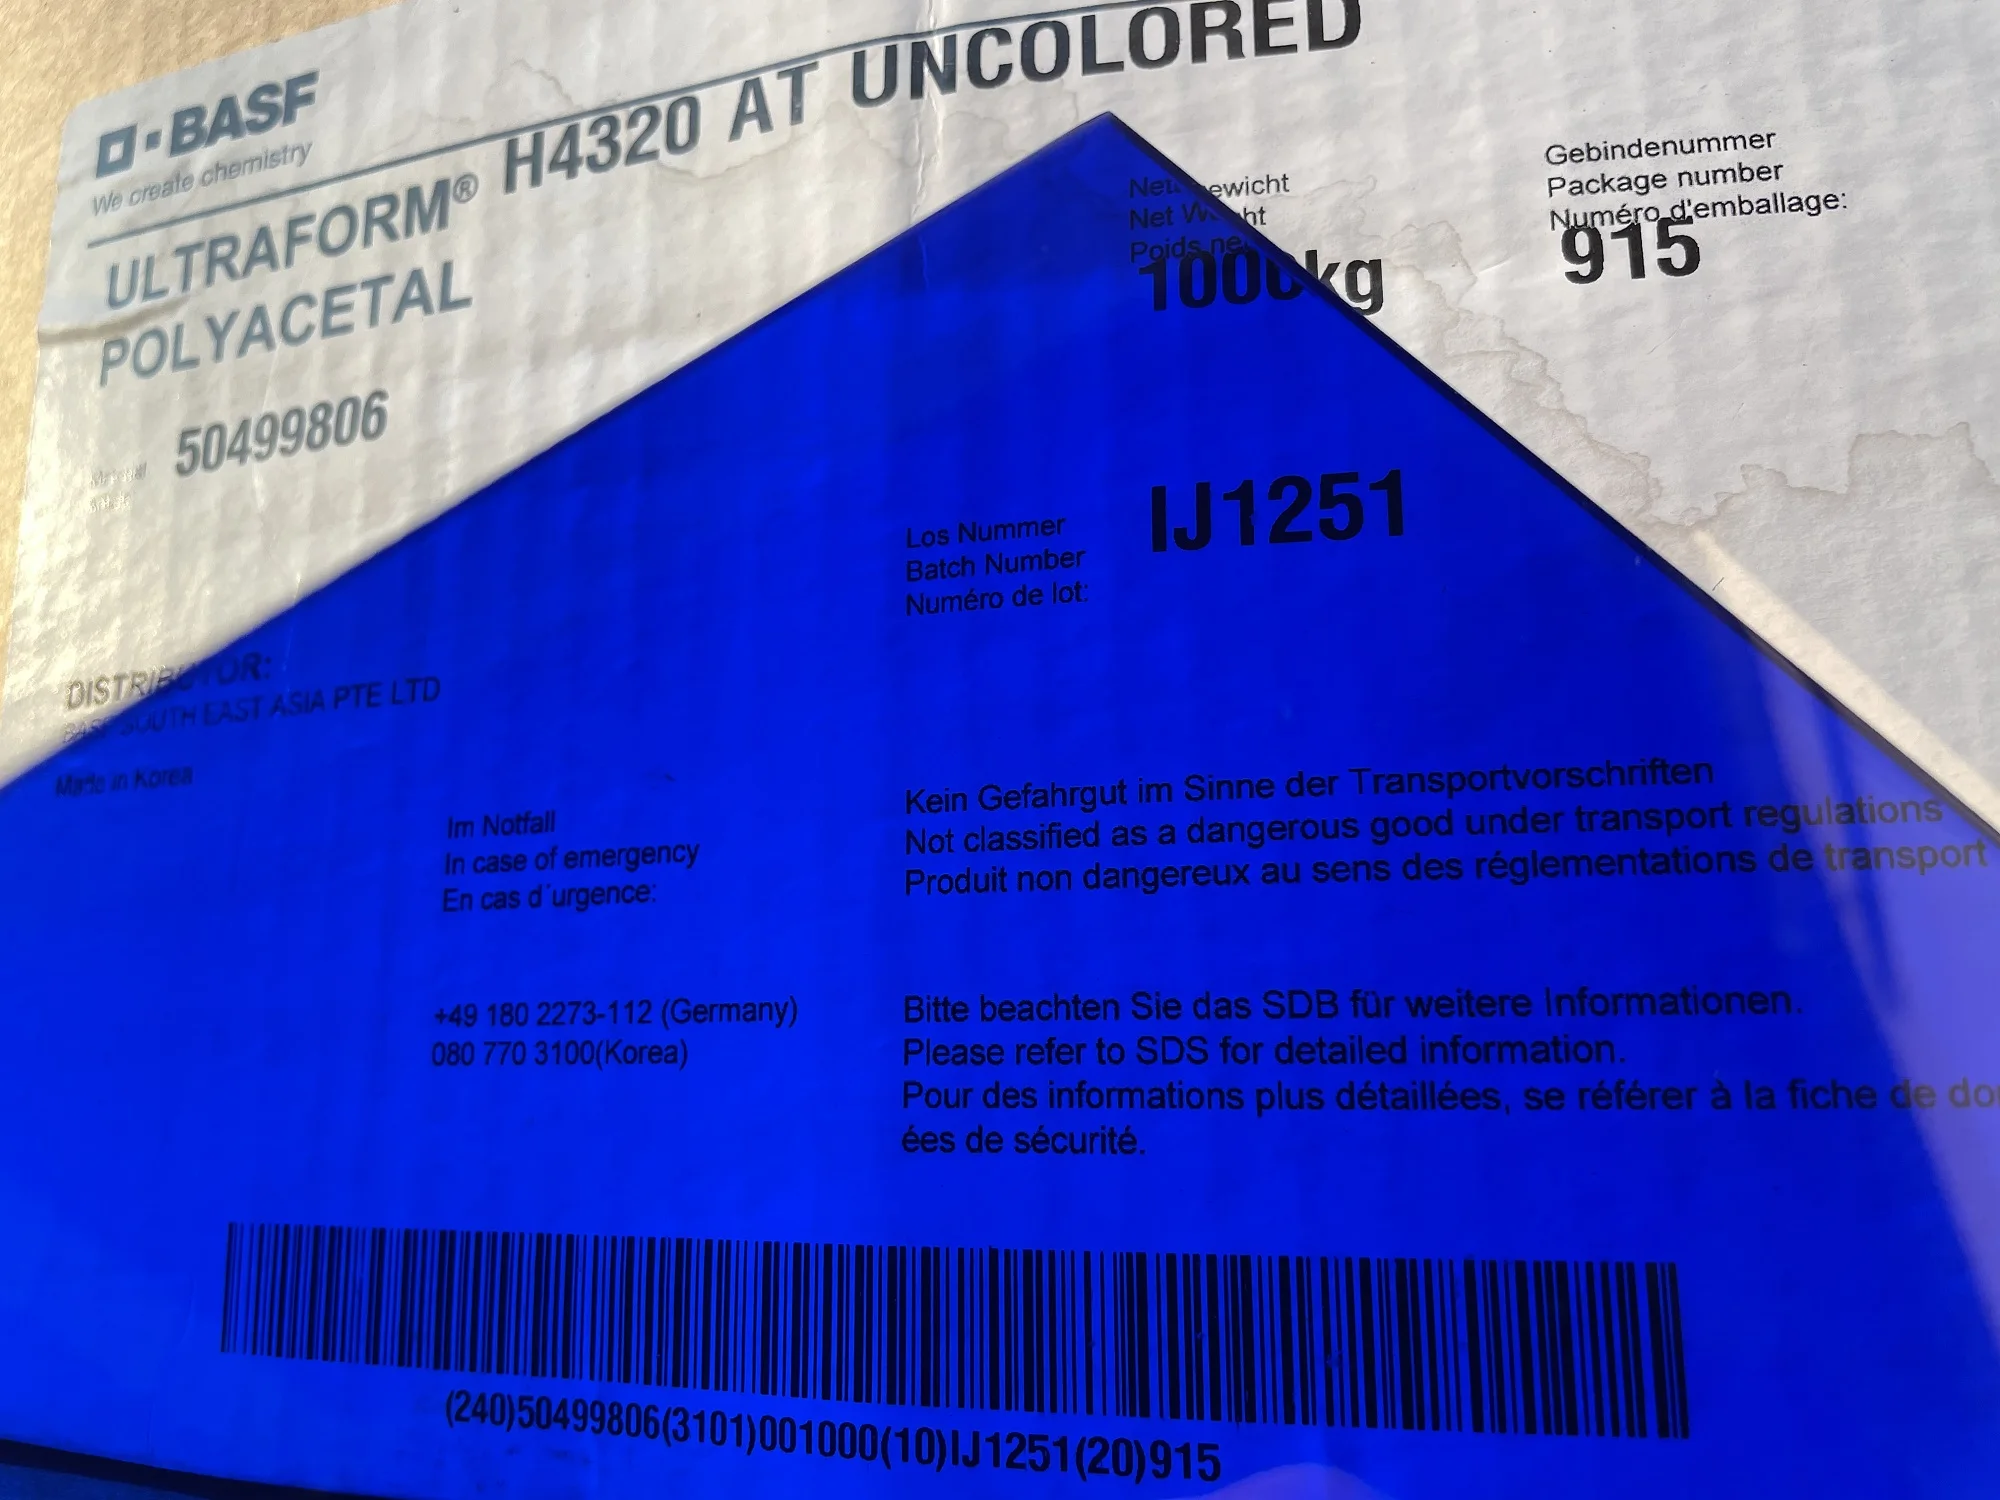 BASF
We create chemistry
ULTRAFORM® H4320 AT UNCOLORED
POLYACETAL
50499806
Nettogewicht
Net Weight
Poids net
1000kg
Gebindenummer
Package number
Numéro d'emballage:
915
Los Nummer
Batch Number
Numéro de lot:
IJ1251
DISTRIBUTOR:
BASF SOUTH EAST ASIA PTE LTD
Made in Korea
Im Notfall
In case of emergency
En cas d´urgence:
+49 180 2273-112 (Germany)
080 770 3100(Korea)
Kein Gefahrgut im Sinne der Transportvorschriften
Not classified as a dangerous good under transport regulations
Produit non dangereux au sens des réglementations de transport
Bitte beachten Sie das SDB für weitere Informationen.
Please refer to SDS for detailed information.
Pour des informations plus détaillées, se référer à la fiche de do
ées de sécurité.
(240)50499806(3101)001000(10)IJ1251(20)915